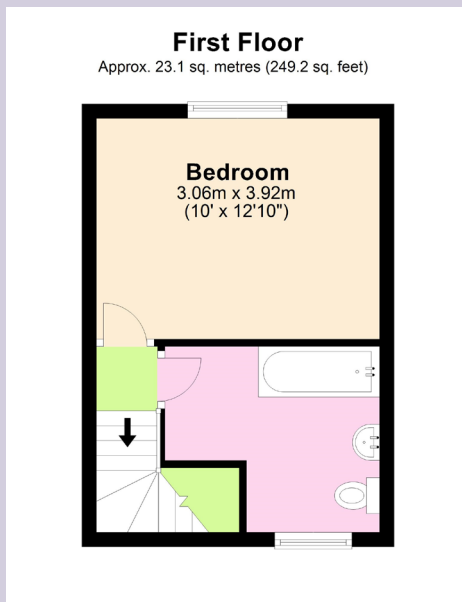 First Floor
Approx. 23.1 sq. metres (249.2 sq. feet)
Bedroom
3.06m x 3.92m
(10' x 12'10")